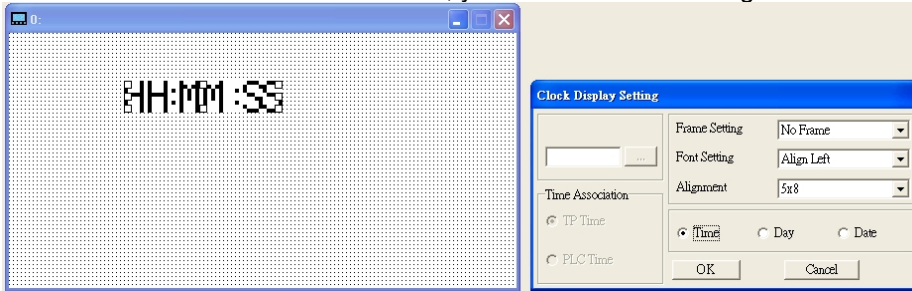 0:
HH:MM :SS
Clock Display Setting
Frame Setting No Frame
... Font Setting Align Left
Alignment 5x8
Time Association
TP Time
Time Day Date
PLC Time
OK Cancel